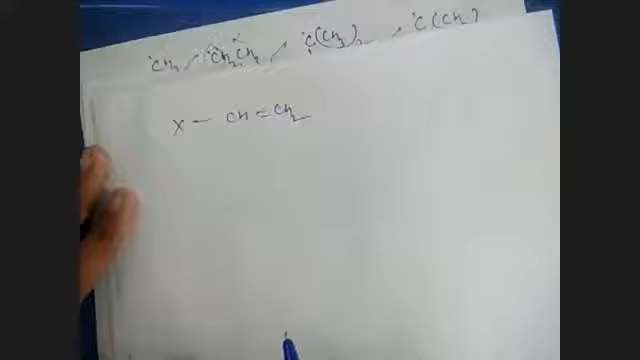 ĊH₃ ĊH₂CH₃ Ċ(CH₃)₂ Ċ(CH₃)
X — CH = CH₂